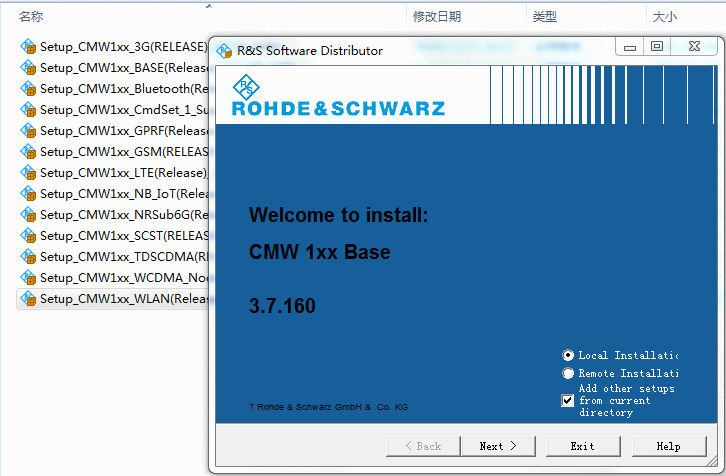 名称 修改日期 类型 大小
Setup_CMW1xx_3G(RELEASE)
Setup_CMW1xx_BASE(Release
Setup_CMW1xx_Bluetooth(Re
Setup_CMW1xx_CmdSet_1_Su
Setup_CMW1xx_GPRF(Release
Setup_CMW1xx_GSM(RELEAS
Setup_CMW1xx_LTE(Release)_
Setup_CMW1xx_NB_IoT(Relea
Setup_CMW1xx_NRSub6G(Re
Setup_CMW1xx_SCST(RELEAS
Setup_CMW1xx_TDSCDMA(RE
Setup_CMW1xx_WCDMA_Noc
Setup_CMW1xx_WLAN(Releas
R&S Software Distributor
R S
ROHDE&SCHWARZ
Welcome to install:
CMW 1xx Base
3.7.160
Local Installatic
Remote Installati
Add other setups
from current
directory
? Rohde & Schwarz GmbH & Co. KG
< Back Next > Exit Help